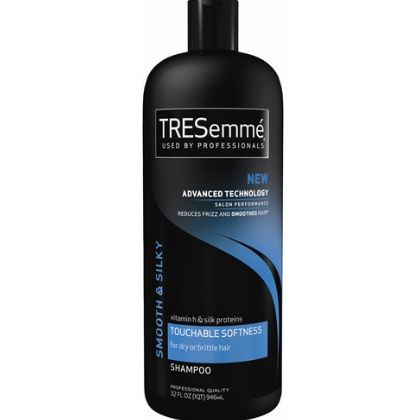 TRESemmé
USED BY PROFESSIONALS
NEW
ADVANCED TECHNOLOGY
SALON PERFORMANCE
REDUCES FRIZZ AND SMOOTHES HAIR*
SMOOTH & SILKY
vitamin h & silk proteins
TOUCHABLE SOFTNESS
for dry or brittle hair
SHAMPOO
PROFESSIONAL QUALITY
32 FL OZ (1QT) 946mL